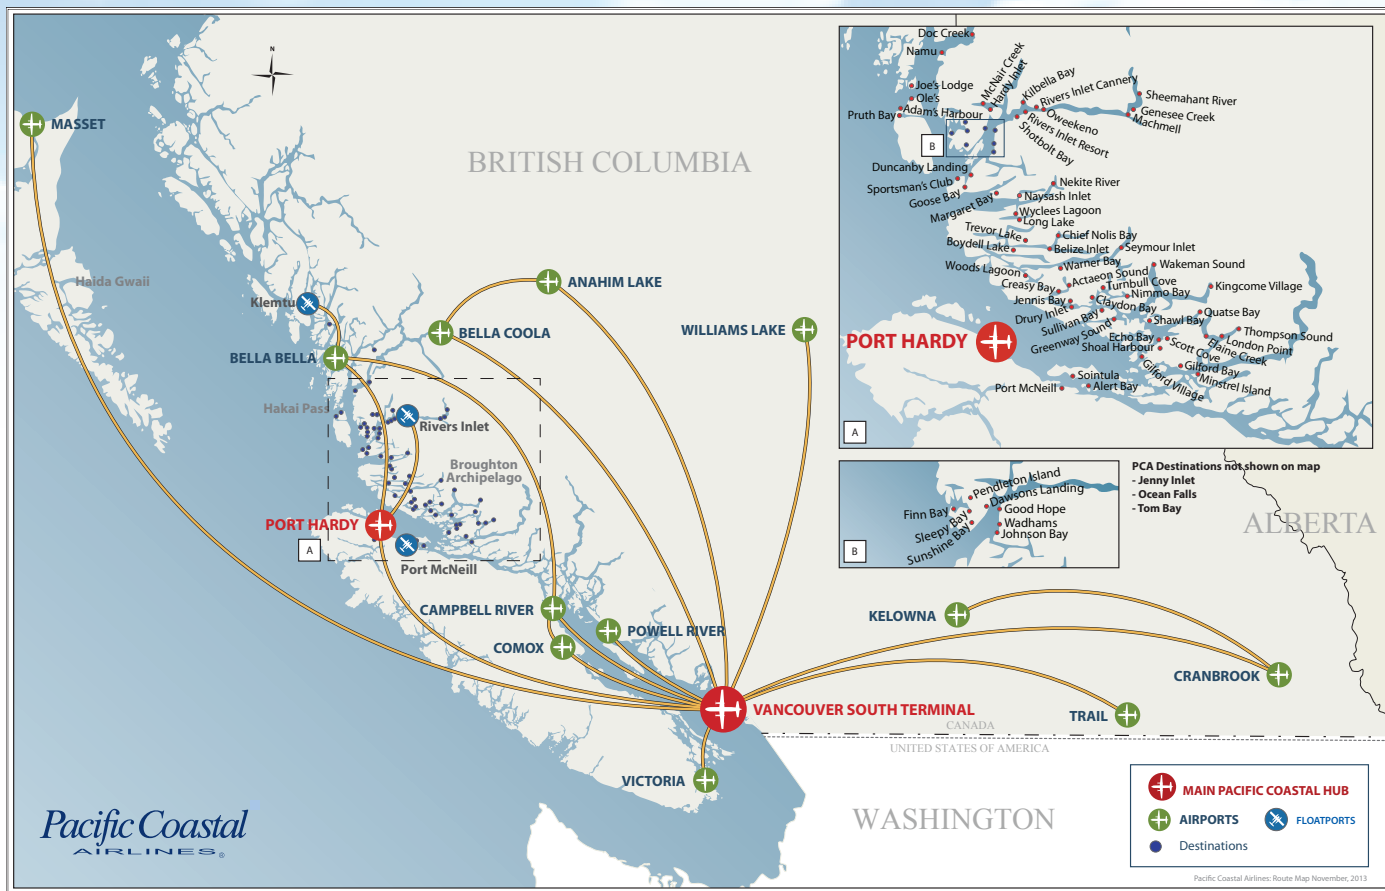 N
MASSET
BRITISH COLUMBIA
Haida Gwaii
Klemtu
ANAHIM LAKE
BELLA COOLA
WILLIAMS LAKE
BELLA BELLA
Hakai Pass
Rivers Inlet
Broughton
Archipelago
PORT HARDY
A
Port McNeill
CAMPBELL RIVER
POWELL RIVER
COMOX
KELOWNA
CRANBROOK
TRAIL
VANCOUVER SOUTH TERMINAL
CANADA
UNITED STATES OF AMERICA
VICTORIA
WASHINGTON
ALBERTA
Doc Creek
Namu
McNair Creek
Hardy Inlet
Joe's Lodge
Ole's
Adam's Harbour
Pruth Bay
Kilbella Bay
Rivers Inlet Cannery
Sheemahant River
Genesee Creek
Machmell
Oweekeno
Rivers Inlet Resort
Shotbolt Bay
B
Duncanby Landing
Sportsman's Club
Goose Bay
Margaret Bay
Nekite River
Naysash Inlet
Wyclees Lagoon
Long Lake
Trevor Lake
Boydell Lake
Chief Nolis Bay
Belize Inlet
Seymour Inlet
Woods Lagoon
Warner Bay
Wakeman Sound
Creasy Bay
Actaeon Sound
Turnbull Cove
Kingcome Village
Jennis Bay
Nimmo Bay
Drury Inlet
Claydon Bay
Sullivan Bay
Quatse Bay
Greenway Sound
Shawl Bay
PORT HARDY
Echo Bay
Thompson Sound
Shoal Harbour
Scott Cove
London Point
Elaine Creek
Gilford Bay
Gilford Village
Minstrel Island
Sointula
Port McNeill
Alert Bay
A
Pendleton Island
Dawsons Landing
Finn Bay
Good Hope
Sleepy Bay
Wadhams
Sunshine Bay
Johnson Bay
B
PCA Destinations not shown on map
- Jenny Inlet
- Ocean Falls
- Tom Bay
MAIN PACIFIC COASTAL HUB
AIRPORTS
FLOATPORTS
Destinations
Pacific Coastal
AIRLINES®
Pacific Coastal Airlines: Route Map November, 2013